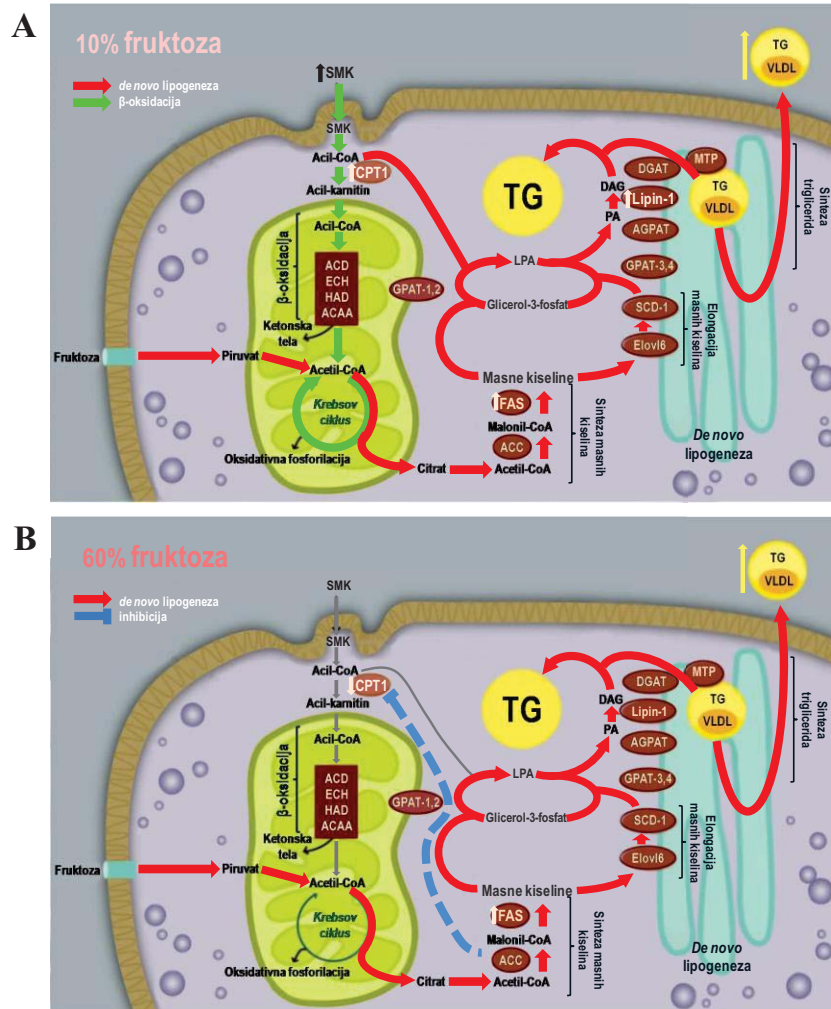 A
10% fruktoza
de novo lipogeneza
β-oksidacija
SMK
SMK
Acil-CoA
CPT1
Acil-karnitin
Acil-CoA
β-oksidacija
ACD
ECH
HAD
ACAA
GPAT-1,2
Ketonska
tela
Fruktoza
Piruvat
Acetil-CoA
Krebsov
ciklus
Oksidativna fosforilacija
Citrat
Acetil-CoA
ACC
Malonil-CoA
FAS
Masne kiseline
Sinteza masnih
kiselina
Glicerol-3-fosfat
LPA
PA
DAG
TG
DGAT
MTP
Lipin-1
AGPAT
GPAT-3,4
SCD-1
Elovl6
Elongacija
masnih kiselina
Sinteza
triglicerida
TG
VLDL
TG
VLDL
De novo
lipogeneza
B
60% fruktoza
de novo lipogeneza
inhibicija
SMK
SMK
Acil-CoA
CPT1
Acil-karnitin
Acil-CoA
β-oksidacija
ACD
ECH
HAD
ACAA
GPAT-1,2
Ketonska
tela
Fruktoza
Piruvat
Acetil-CoA
Krebsov
ciklus
Oksidativna fosforilacija
Citrat
Acetil-CoA
ACC
Malonil-CoA
FAS
Masne kiseline
Sinteza masnih
kiselina
Glicerol-3-fosfat
LPA
PA
DAG
TG
DGAT
MTP
Lipin-1
AGPAT
GPAT-3,4
SCD-1
Elovl6
Elongacija
masnih kiselina
Sinteza
triglicerida
TG
VLDL
TG
VLDL
De novo
lipogeneza